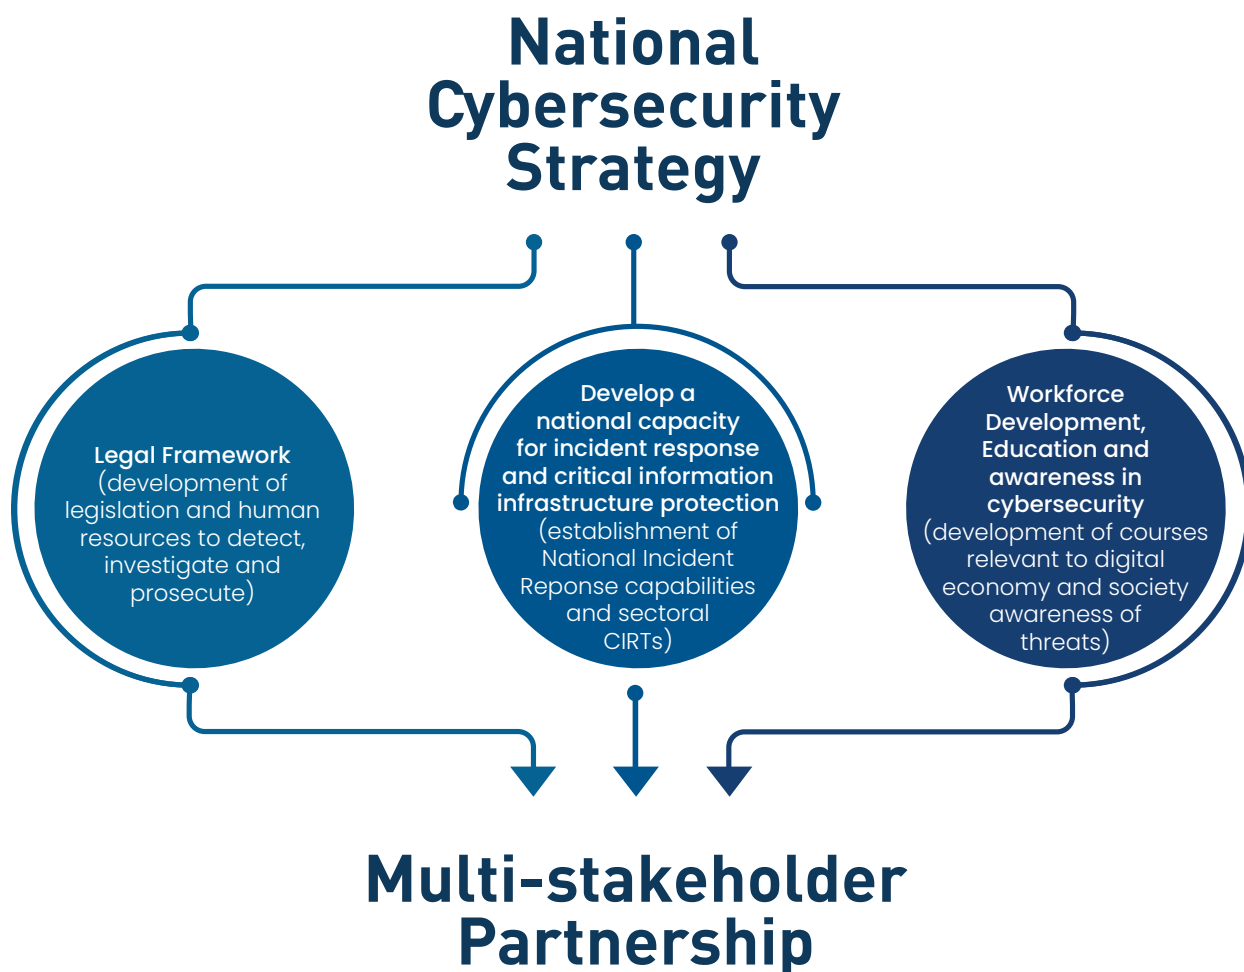 National
Cybersecurity
Strategy
Legal Framework
(development of
legislation and human
resources to detect,
investigate and
prosecute)
Develop a
national capacity
for incident response
and critical information
infrastructure protection
(establishment of
National Incident
Reponse capabilities
and sectoral
CIRTs)
Workforce
Development,
Education and
awareness in
cybersecurity
(development of courses
relevant to digital
economy and society
awareness of
threats)
Multi-stakeholder
Partnership